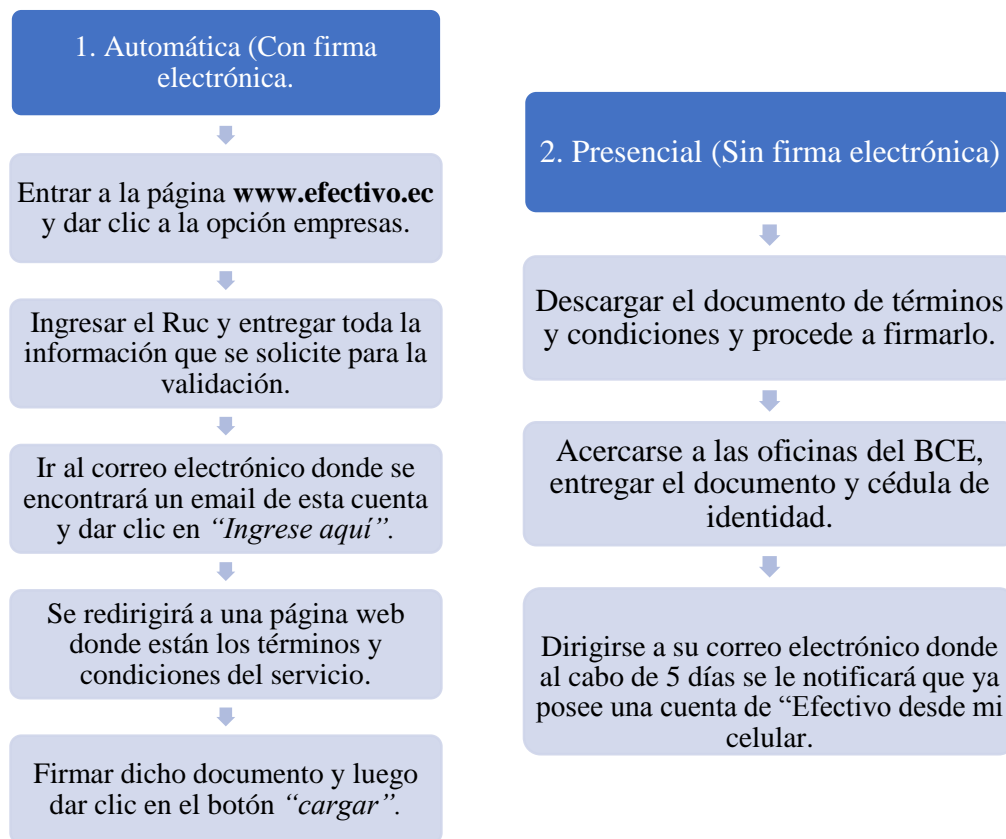 1. Automática (Con firma
electrónica.
Entrar a la página www.efectivo.ec
y dar clic a la opción empresas.
Ingresar el Ruc y entregar toda la
información que se solicite para la
validación.
Ir al correo electrónico donde se
encontrará un email de esta cuenta
y dar clic en “Ingrese aquí”.
Se redirigirá a una página web
donde están los términos y
condiciones del servicio.
Firmar dicho documento y luego
dar clic en el botón “cargar”.
2. Presencial (Sin firma electrónica)
Descargar el documento de términos
y condiciones y procede a firmarlo.
Acercarse a las oficinas del BCE,
entregar el documento y cédula de
identidad.
Dirigirse a su correo electrónico donde
al cabo de 5 días se le notificará que ya
posee una cuenta de “Efectivo desde mi
celular.